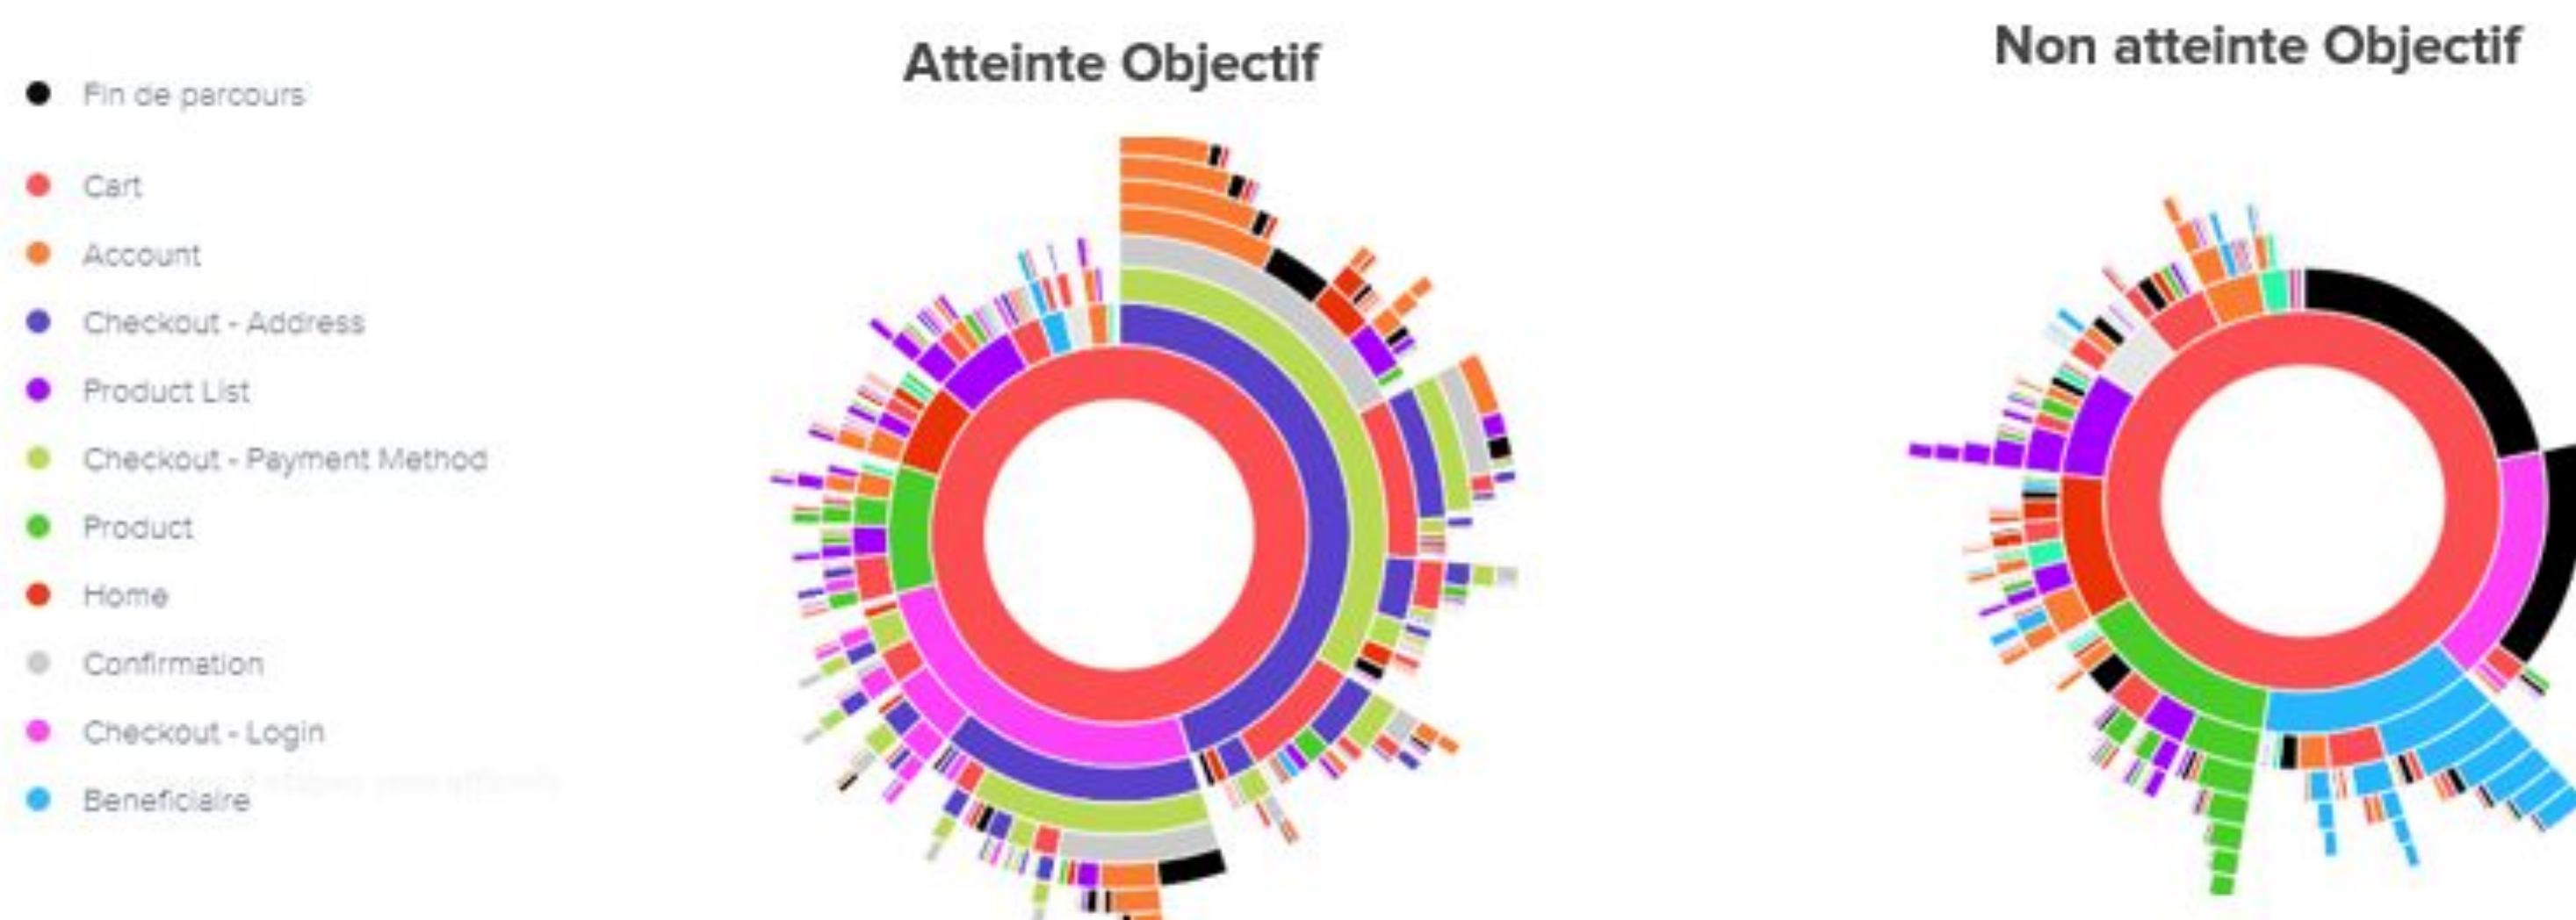 Atteinte Objectif
Non atteinte Objectif
Fin de parcours
Cart
Account
Checkout - Address
Product List
Checkout - Payment Method
Product
Home
Confirmation
Checkout - Login
Beneficiaire